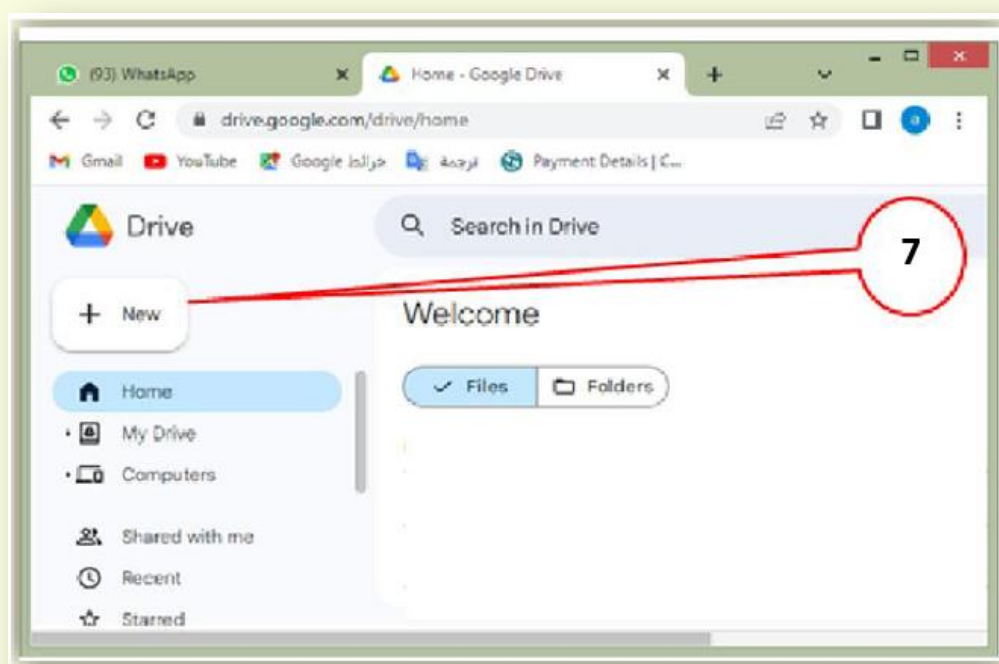 (93) WhatsApp
Home - Google Drive
drive.google.com/drive/home
a
Gmail YouTube Google خرائط ترجمة Payment Details | C...
Drive
Search in Drive
7
New
Welcome
Files
Folders
Home
My Drive
Computers
Shared with me
Recent
Starred